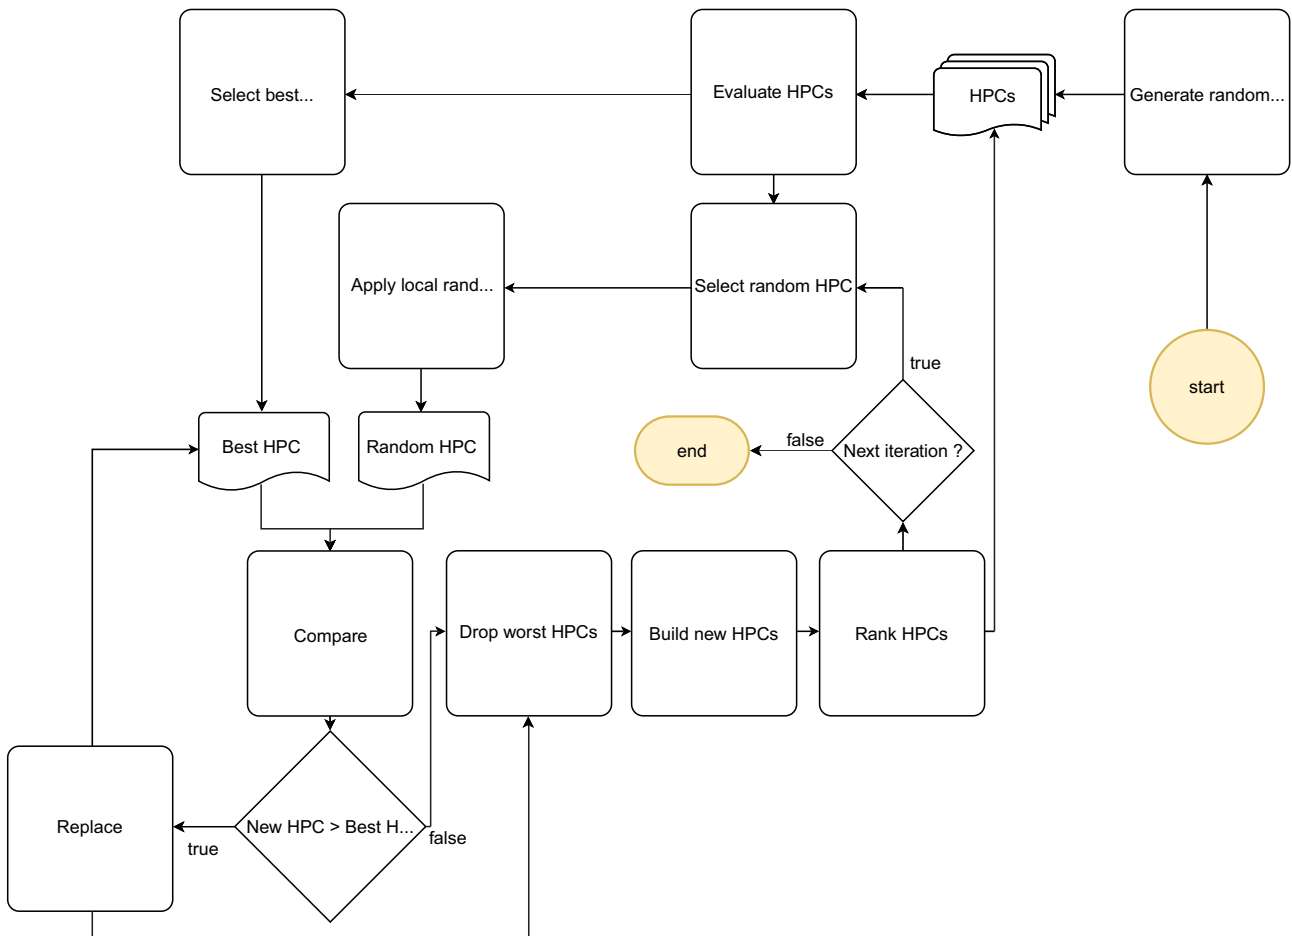 Select best...
Evaluate HPCs
HPCs
Generate random...
Apply local rand...
Select random HPC
true
start
Best HPC
Random HPC
end
false
Next iteration ?
Compare
Drop worst HPCs
Build new HPCs
Rank HPCs
Replace
true
New HPC > Best H...
false